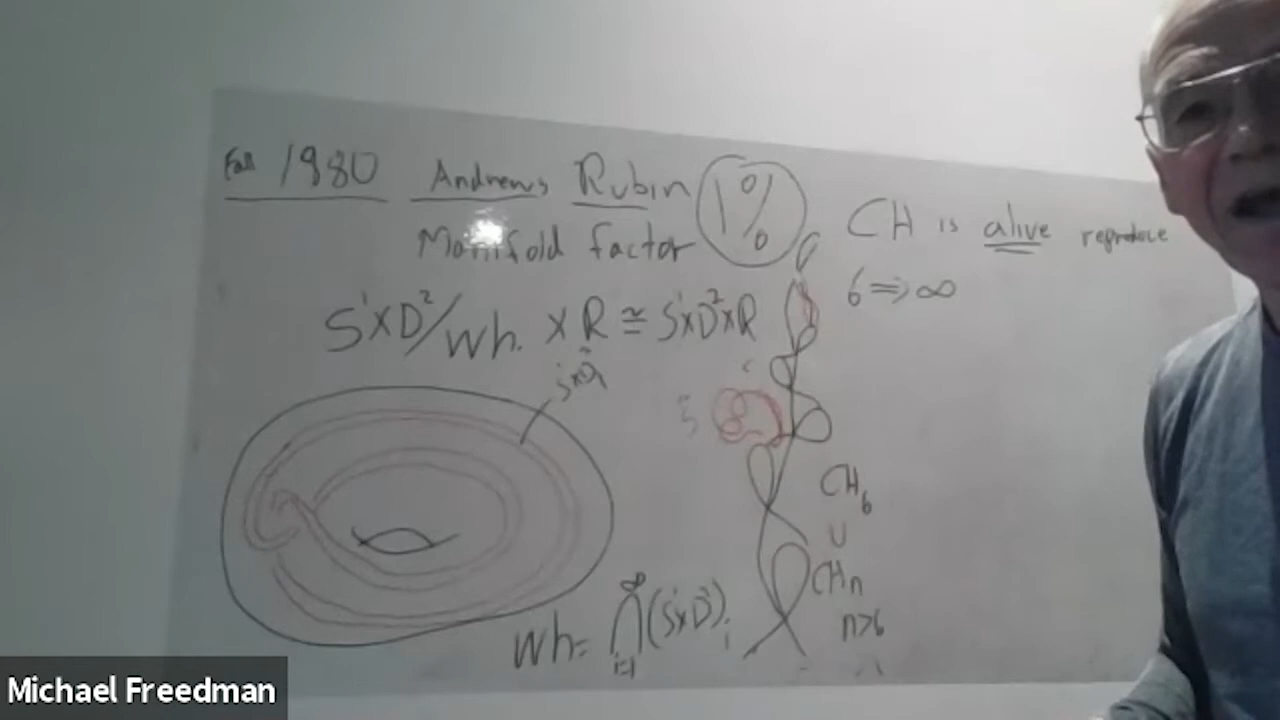 Fall 1980 Andrews Rubin 1%
Manifold factor
CH is alive reproduce
6 ⇒ ∞
S¹×D²/Wh. × R ≅ S¹×D²×R
S¹×D²
5
CH₆
∪
CHₙ
n>6
Wh = ∩_{i=1}^{∞} (S¹×D²)ᵢ
Michael Freedman